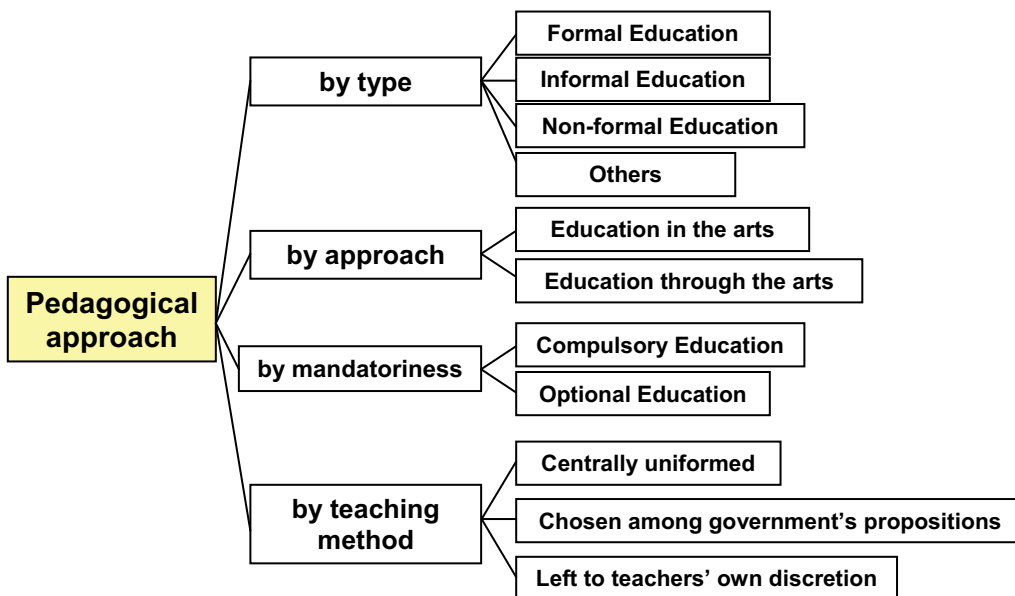 Pedagogical
approach
by type
Formal Education
Informal Education
Non-formal Education
Others
by approach
Education in the arts
Education through the arts
by mandatoriness
Compulsory Education
Optional Education
by teaching
method
Centrally uniformed
Chosen among government’s propositions
Left to teachers’ own discretion